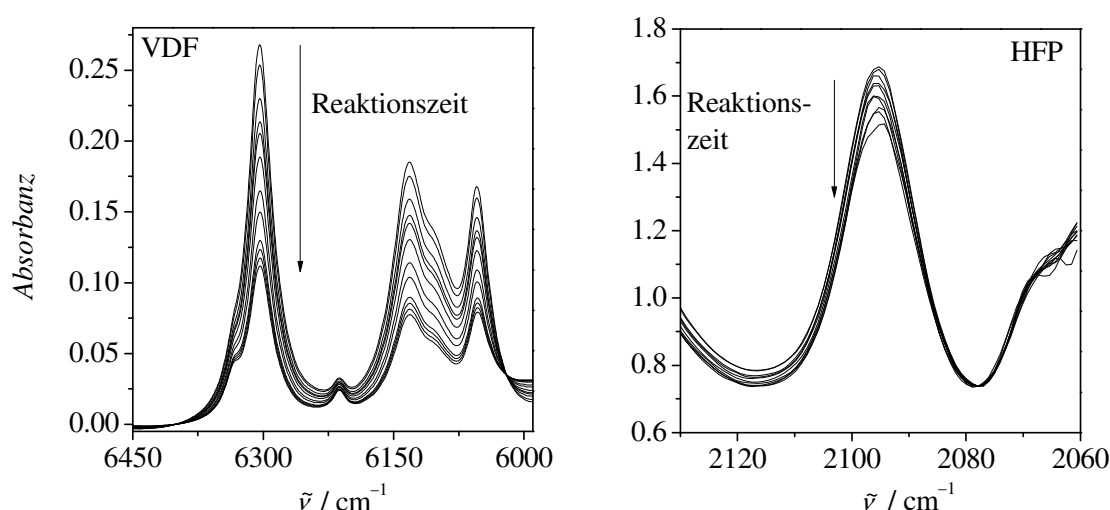 VDF
Reaktionszeit
Absorbanz
0.25
0.20
0.15
0.10
0.05
0.00
6450 6300 6150 6000
ṽ / cm⁻¹
HFP
Reaktions-
zeit
1.8
1.6
1.4
1.2
1.0
0.8
0.6
2120 2100 2080 2060
ṽ / cm⁻¹